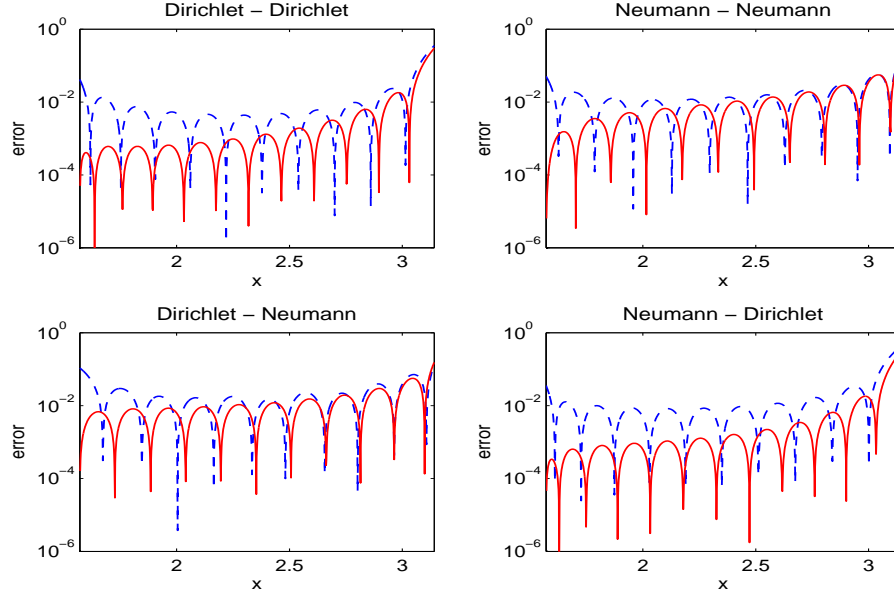 Dirichlet − Dirichlet
10^0
10^−2
10^−4
10^−6
error
2
2.5
3
x
Neumann − Neumann
10^0
10^−2
10^−4
10^−6
error
2
2.5
3
x
Dirichlet − Neumann
10^0
10^−2
10^−4
10^−6
error
2
2.5
3
x
Neumann − Dirichlet
10^0
10^−2
10^−4
10^−6
error
2
2.5
3
x